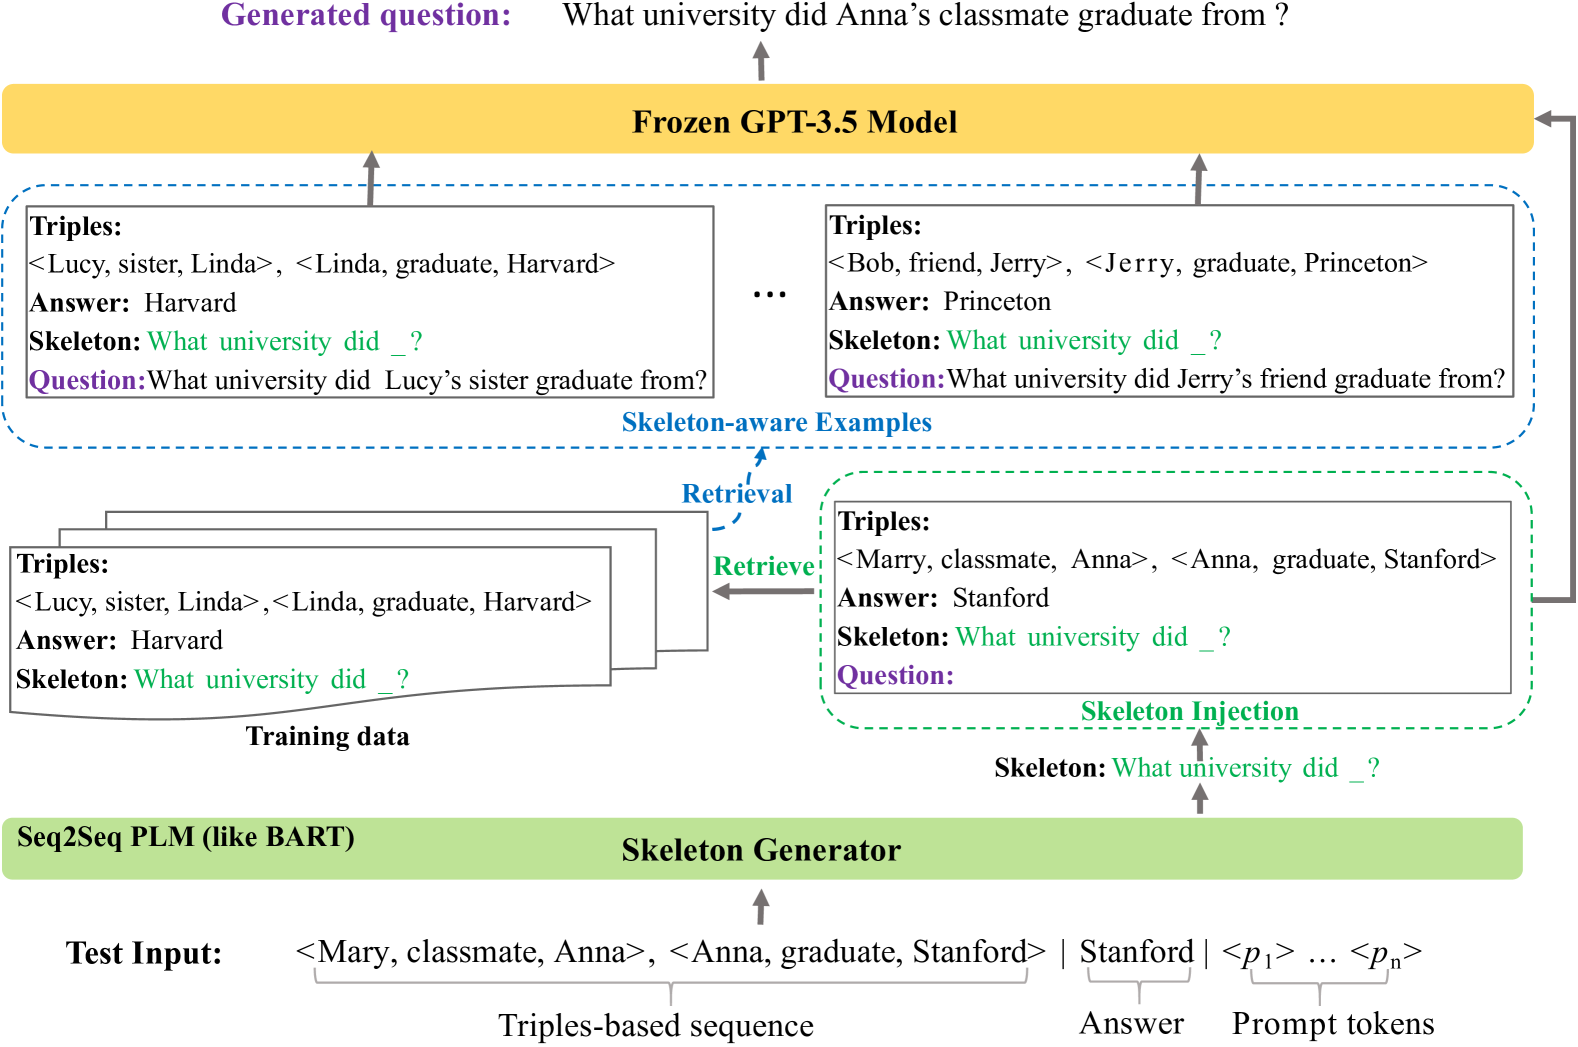 Generated question: What university did Anna's classmate graduate from ?
Frozen GPT-3.5 Model
Triples:
<Lucy, sister, Linda>, <Linda, graduate, Harvard>
Answer: Harvard
Skeleton: What university did _ ?
Question:What university did Lucy's sister graduate from?
...
Triples:
<Bob, friend, Jerry>, <Jerry, graduate, Princeton>
Answer: Princeton
Skeleton: What university did _ ?
Question:What university did Jerry's friend graduate from?
Skeleton-aware Examples
Retrieval
Retrieve
Triples:
<Lucy, sister, Linda>,<Linda, graduate, Harvard>
Answer: Harvard
Skeleton: What university did _ ?
Training data
Triples:
<Marry, classmate, Anna>, <Anna, graduate, Stanford>
Answer: Stanford
Skeleton: What university did _ ?
Question:
Skeleton Injection
Skeleton: What university did _ ?
Seq2Seq PLM (like BART)
Skeleton Generator
Test Input: <Mary, classmate, Anna>, <Anna, graduate, Stanford> | Stanford | <p1> ... <pn>
Triples-based sequence Answer Prompt tokens